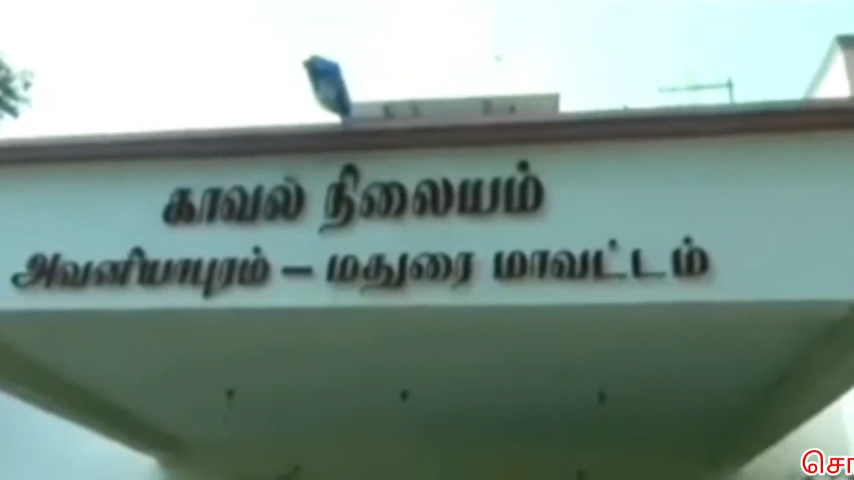 காவல் நிலையம்
அவனியாபுரம் – மதுரை மாவட்டம்
சொ